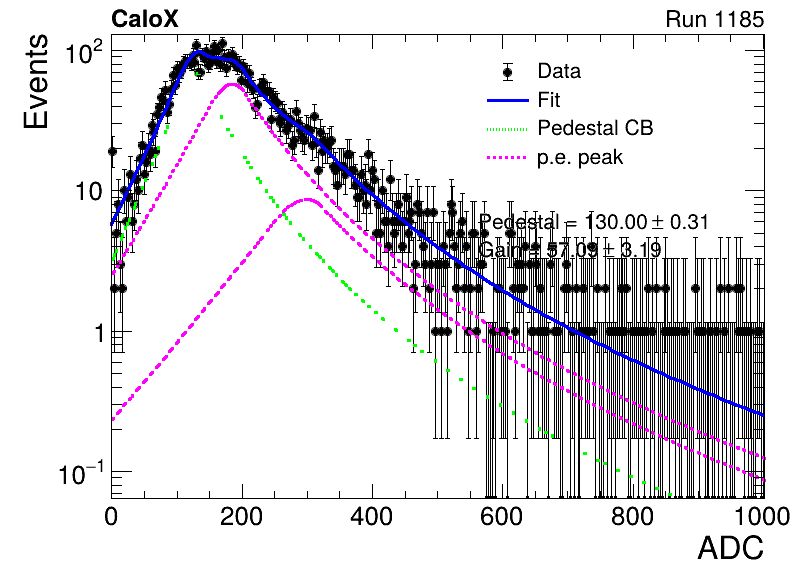 CaloX Run 1185
Events
Data
Fit
Pedestal CB
p.e. peak
Pedestal = 130.00 ± 0.31
Gain = 57.09 ± 3.19
10²
10
1
10⁻¹
0 200 400 600 800 1000
ADC